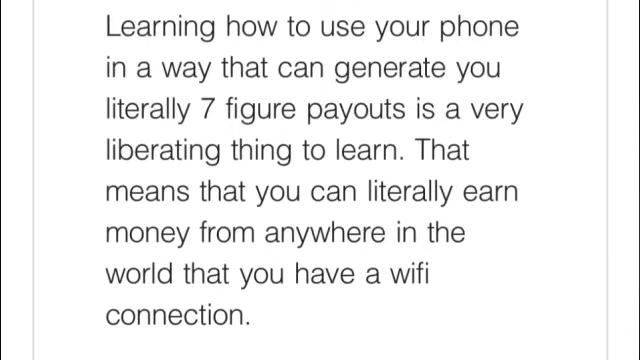 Learning how to use your phone
in a way that can generate you
literally 7 figure payouts is a very
liberating thing to learn. That
means that you can literally earn
money from anywhere in the
world that you have a wifi
connection.